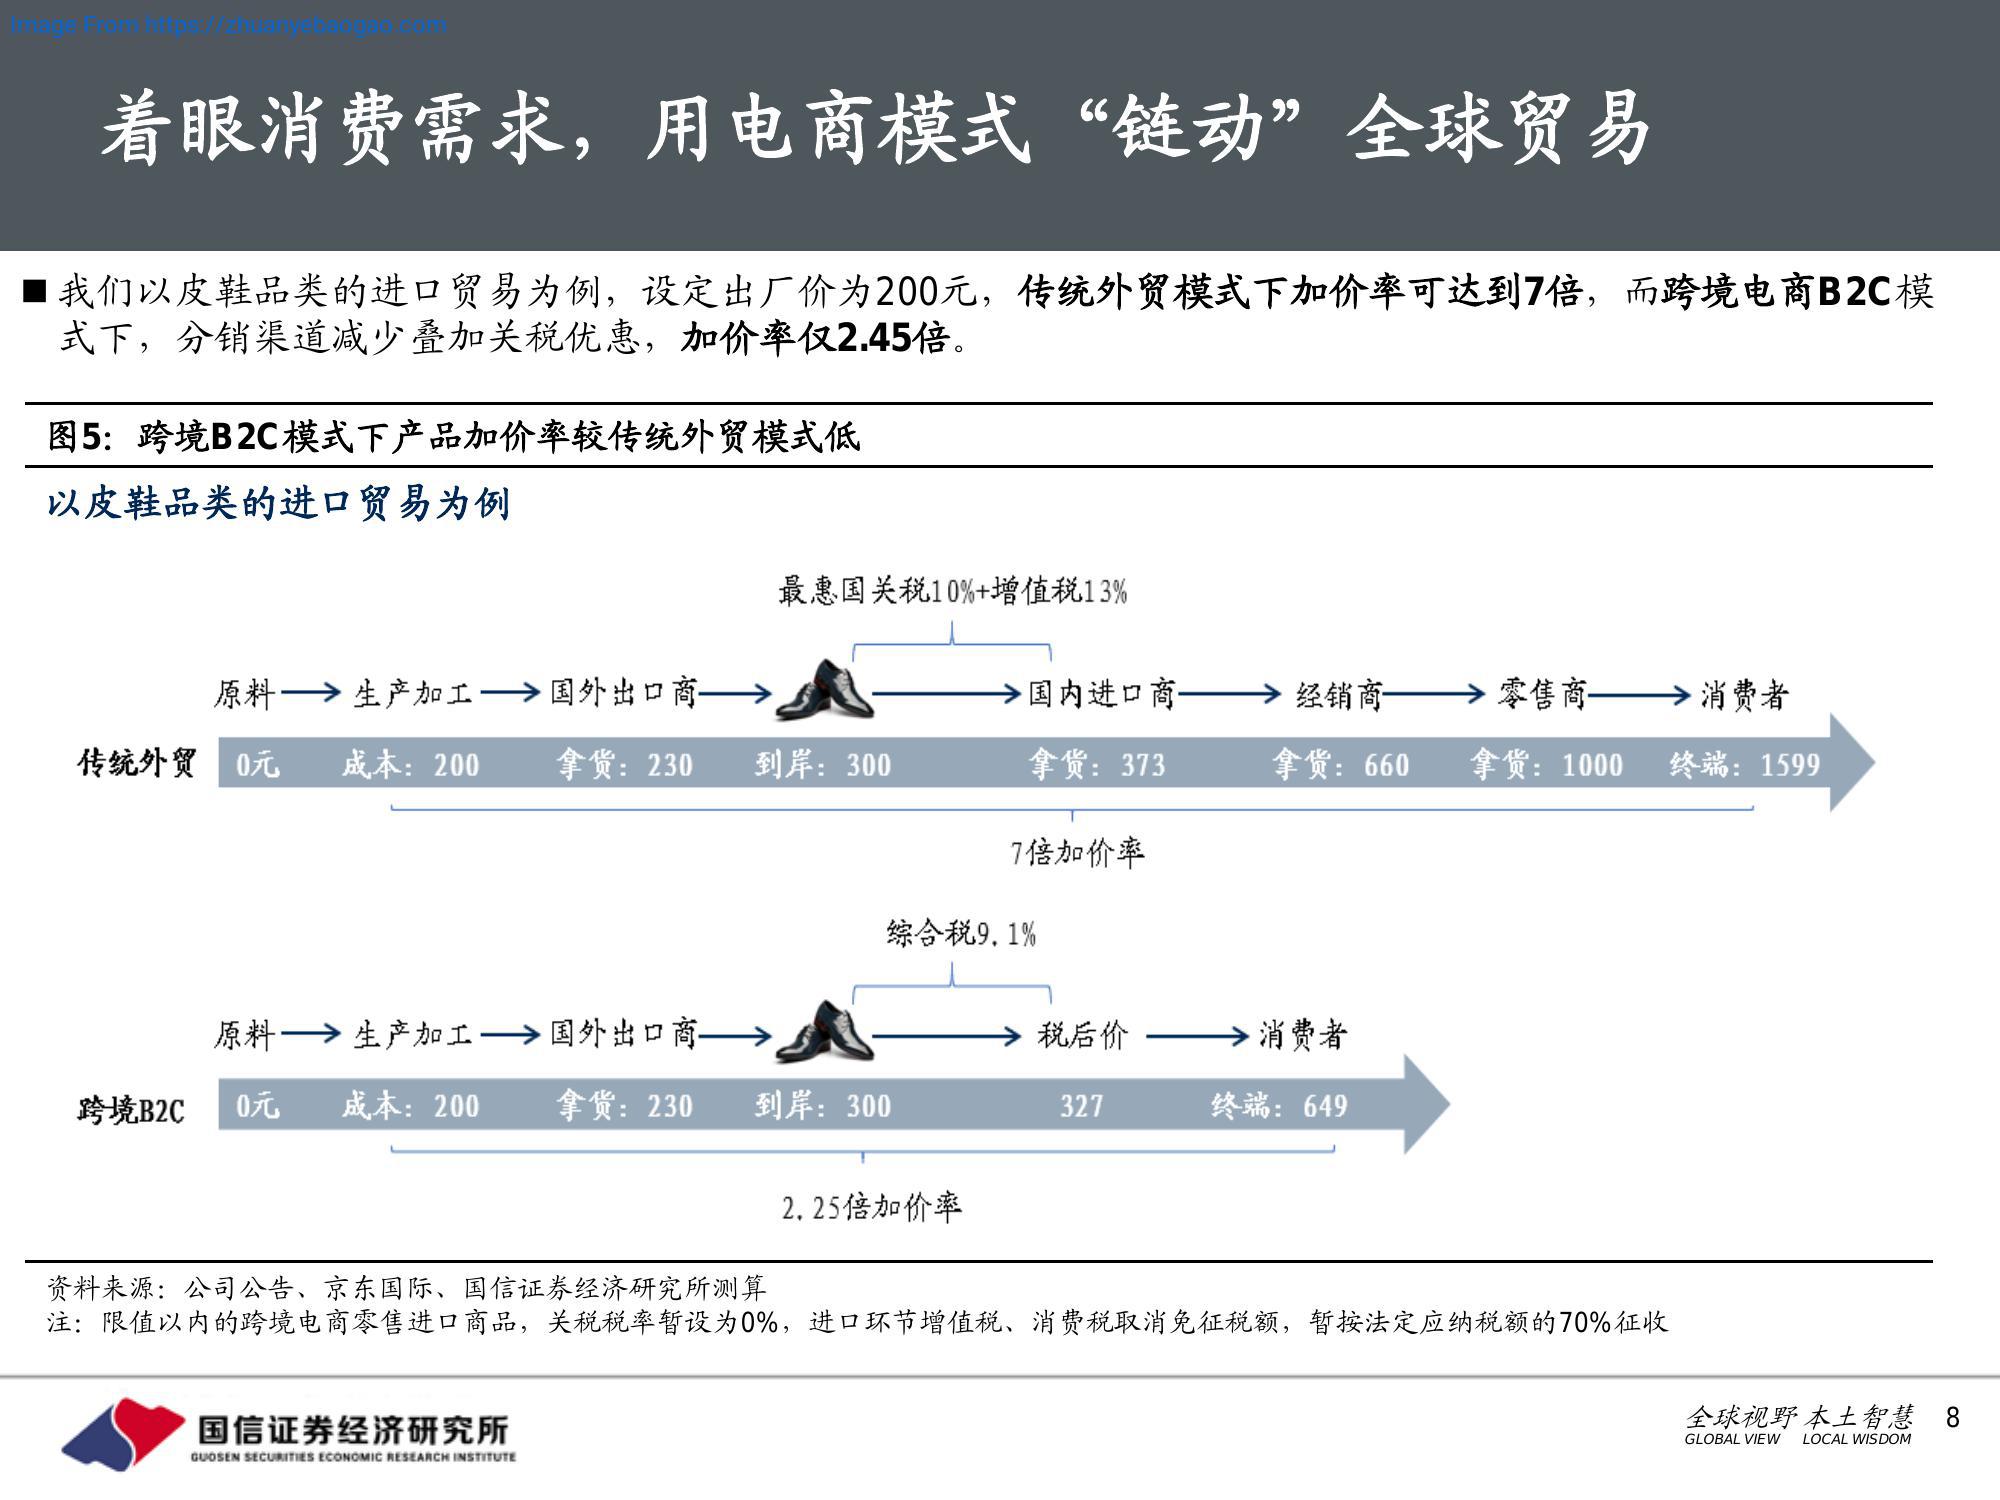 Image From https://zhuanyebaogao.com
着眼消费需求，用电商模式“链动”全球贸易
■我们以皮鞋品类的进口贸易为例，设定出厂价为200元，传统外贸模式下加价率可达到7倍，而跨境电商B2C模
式下，分销渠道减少叠加关税优惠，加价率仅2.45倍。
图5：跨境B2C模式下产品加价率较传统外贸模式低
以皮鞋品类的进口贸易为例
最惠国关税10%+增值税13%
原料 生产加工 国外出口商 国内进口商 经销商 零售商 消费者
传统外贸 0元 成本：200 拿货：230 到岸：300 拿货：373 拿货：660 拿货：1000 终端：1599
7倍加价率
综合税9.1%
原料 生产加工 国外出口商 税后价 消费者
跨境B2C 0元 成本：200 拿货：230 到岸：300 327 终端：649
2.25倍加价率
资料来源：公司公告、京东国际、国信证券经济研究所测算
注：限值以内的跨境电商零售进口商品，关税税率暂设为0%，进口环节增值税、消费税取消免征税额，暂按法定应纳税额的70%征收
国信证券经济研究所
GUOSEN SECURITIES ECONOMIC RESEARCH INSTITUTE
全球视野 本土智慧
GLOBAL VIEW LOCAL WISDOM
8